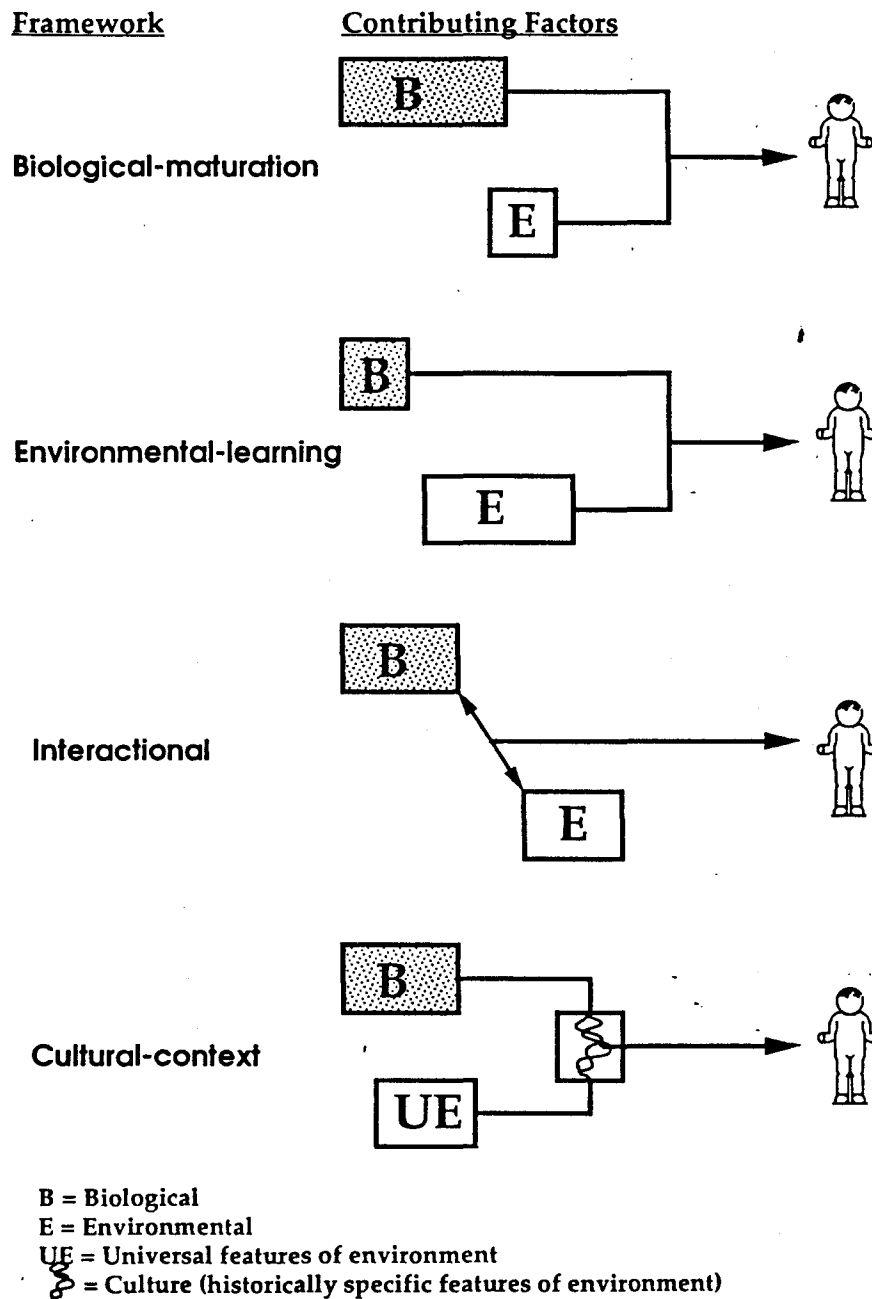 Framework    Contributing Factors
B
Biological-maturation
E
B
Environmental-learning
E
B
Interactional
E
B
Cultural-context
UE
B = Biological
E = Environmental
UE = Universal features of environment
= Culture (historically specific features of environment)